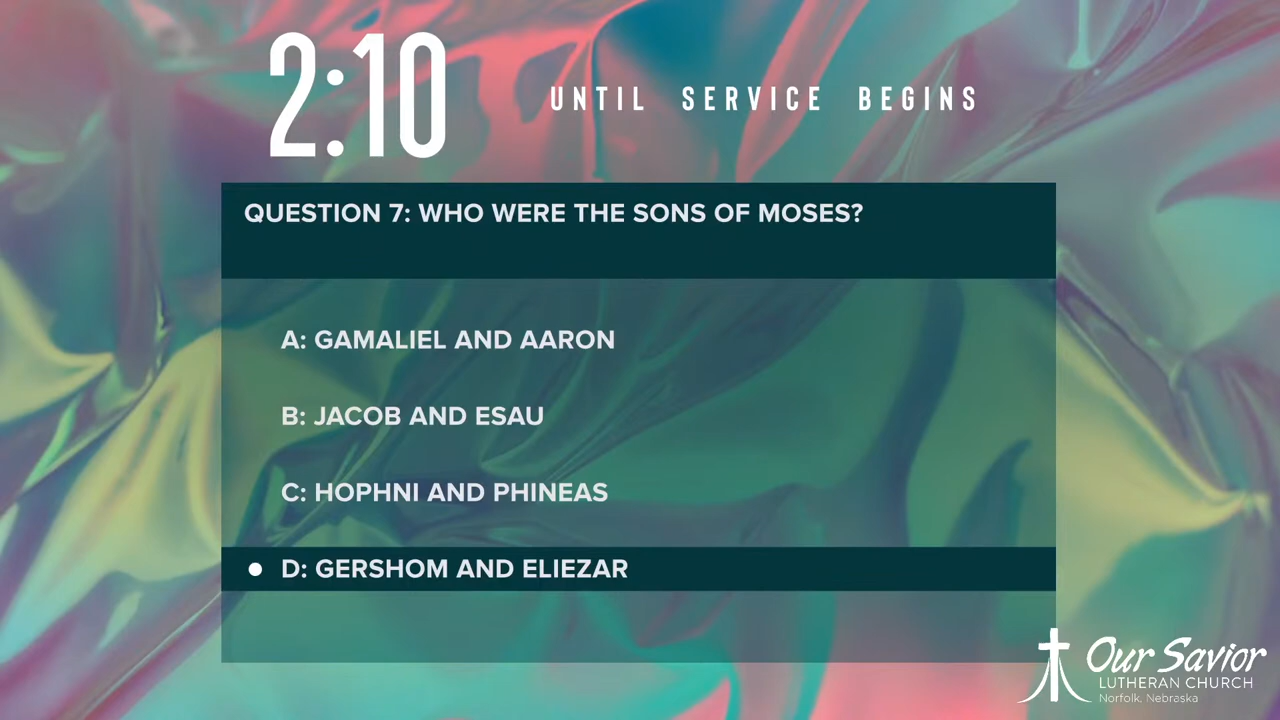 2:10
UNTIL SERVICE BEGINS
QUESTION 7: WHO WERE THE SONS OF MOSES?
A: GAMALIEL AND AARON
B: JACOB AND ESAU
C: HOPHNI AND PHINEAS
D: GERSHOM AND ELIEZAR
Our Savior
LUTHERAN CHURCH
Norfolk, Nebraska